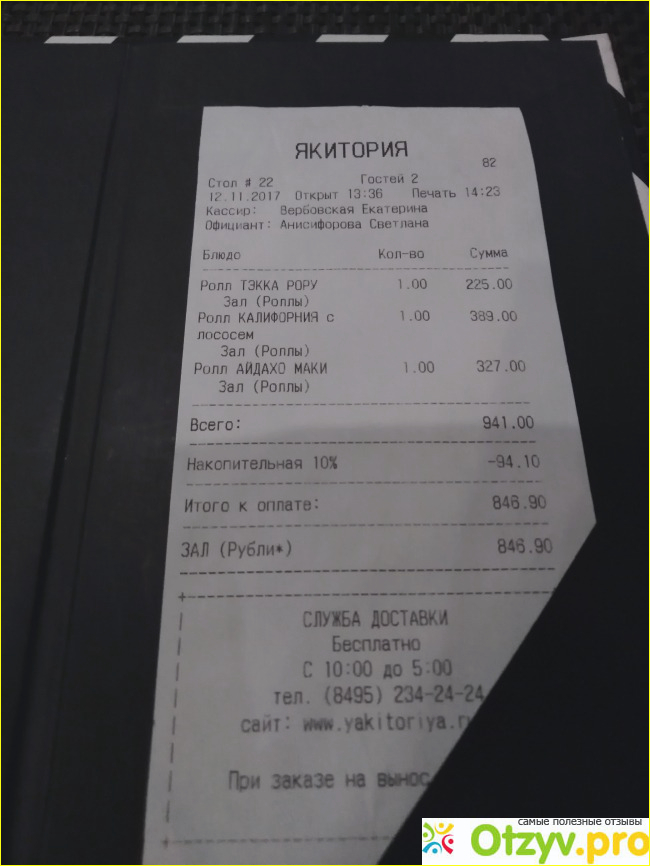 ЯКИТОРИЯ
82
Стол # 22 Гостей 2
12.11.2017 Открыт 13:36 Печать 14:23
Кассир: Вербовская Екатерина
Официант: Анисифорова Светлана
Блюдо Кол-во Сумма
Ролл ТЭККА РОРУ 1.00 225.00
Зал (Роллы)
Ролл КАЛИФОРНИЯ с 1.00 389.00
лососем
Зал (Роллы)
Ролл АЙДАХО МАКИ 1.00 327.00
Зал (Роллы)
Всего: 941.00
Накопительная 10% -94.10
Итого к оплате: 846.90
ЗАЛ (Рубли*) 846.90
СЛУЖБА ДОСТАВКИ
Бесплатно
С 10:00 до 5:00
тел. (8495) 234-24-24
сайт: www.yakitoriya.ru
При заказе на вынос
самые полезные отзывы
Otzyv.pro